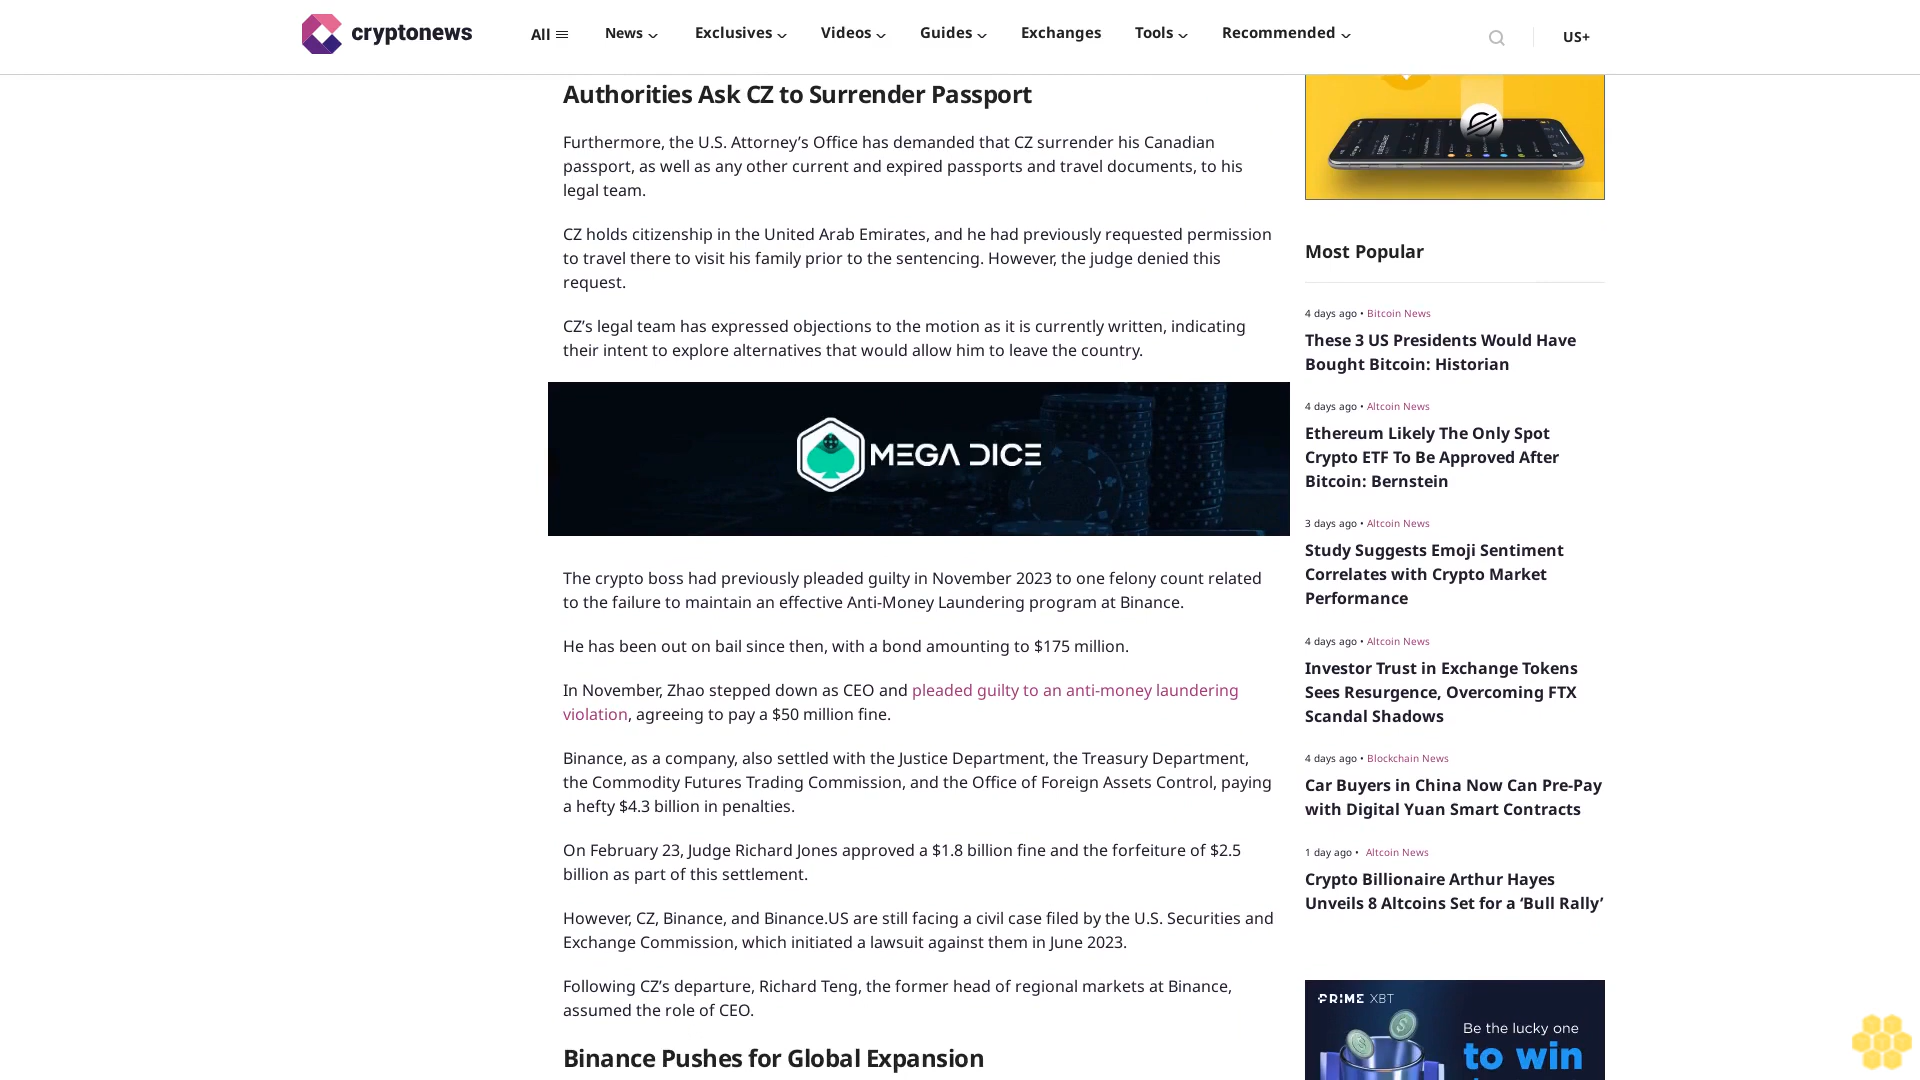 cryptonews
All
News
Exclusives
Videos
Guides
Exchanges
Tools
Recommended
US+
Authorities Ask CZ to Surrender Passport
Furthermore, the U.S. Attorney’s Office has demanded that CZ surrender his Canadian
passport, as well as any other current and expired passports and travel documents, to his
legal team.
CZ holds citizenship in the United Arab Emirates, and he had previously requested permission
to travel there to visit his family prior to the sentencing. However, the judge denied this
request.
CZ’s legal team has expressed objections to the motion as it is currently written, indicating
their intent to explore alternatives that would allow him to leave the country.
MEGA DICE
The crypto boss had previously pleaded guilty in November 2023 to one felony count related
to the failure to maintain an effective Anti-Money Laundering program at Binance.
He has been out on bail since then, with a bond amounting to $175 million.
In November, Zhao stepped down as CEO and pleaded guilty to an anti-money laundering
violation, agreeing to pay a $50 million fine.
Binance, as a company, also settled with the Justice Department, the Treasury Department,
the Commodity Futures Trading Commission, and the Office of Foreign Assets Control, paying
a hefty $4.3 billion in penalties.
On February 23, Judge Richard Jones approved a $1.8 billion fine and the forfeiture of $2.5
billion as part of this settlement.
However, CZ, Binance, and Binance.US are still facing a civil case filed by the U.S. Securities and
Exchange Commission, which initiated a lawsuit against them in June 2023.
Following CZ’s departure, Richard Teng, the former head of regional markets at Binance,
assumed the role of CEO.
Binance Pushes for Global Expansion
Most Popular
4 days ago • Bitcoin News
These 3 US Presidents Would Have
Bought Bitcoin: Historian
4 days ago • Altcoin News
Ethereum Likely The Only Spot
Crypto ETF To Be Approved After
Bitcoin: Bernstein
3 days ago • Altcoin News
Study Suggests Emoji Sentiment
Correlates with Crypto Market
Performance
4 days ago • Altcoin News
Investor Trust in Exchange Tokens
Sees Resurgence, Overcoming FTX
Scandal Shadows
4 days ago • Blockchain News
Car Buyers in China Now Can Pre-Pay
with Digital Yuan Smart Contracts
1 day ago • Altcoin News
Crypto Billionaire Arthur Hayes
Unveils 8 Altcoins Set for a ‘Bull Rally’
PRIME XBT
Be the lucky one
to win